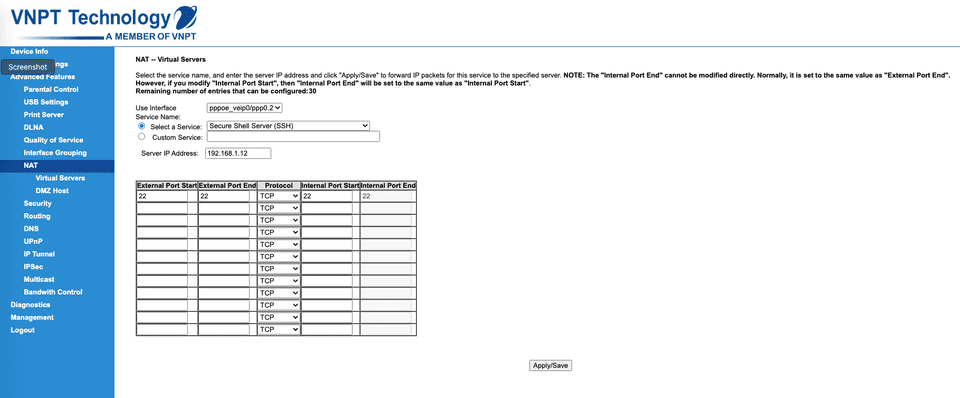 VNPT Technology
A MEMBER OF VNPT
Device Info
Screenshot
ngs
Advanced Features
Parental Control
USB Settings
Print Server
DLNA
Quality of Service
Interface Grouping
NAT
Virtual Servers
DMZ Host
Security
Routing
DNS
UPnP
IP Tunnel
IPSec
Multicast
Bandwith Control
Diagnostics
Management
Logout
NAT -- Virtual Servers
Select the service name, and enter the server IP address and click "Apply/Save" to forward IP packets for this service to the specified server. NOTE: The "Internal Port End" cannot be modified directly. Normally, it is set to the same value as "External Port End".
However, if you modify "Internal Port Start", then "Internal Port End" will be set to the same value as "Internal Port Start".
Remaining number of entries that can be configured:30
Use Interface pppoe_veip0/ppp0.2
Service Name:
Select a Service: Secure Shell Server (SSH)
Custom Service:
Server IP Address: 192.168.1.12
External Port Start External Port End Protocol Internal Port Start Internal Port End
22 22 TCP 22 22
TCP
TCP
TCP
TCP
TCP
TCP
TCP
TCP
TCP
TCP
TCP
Apply/Save